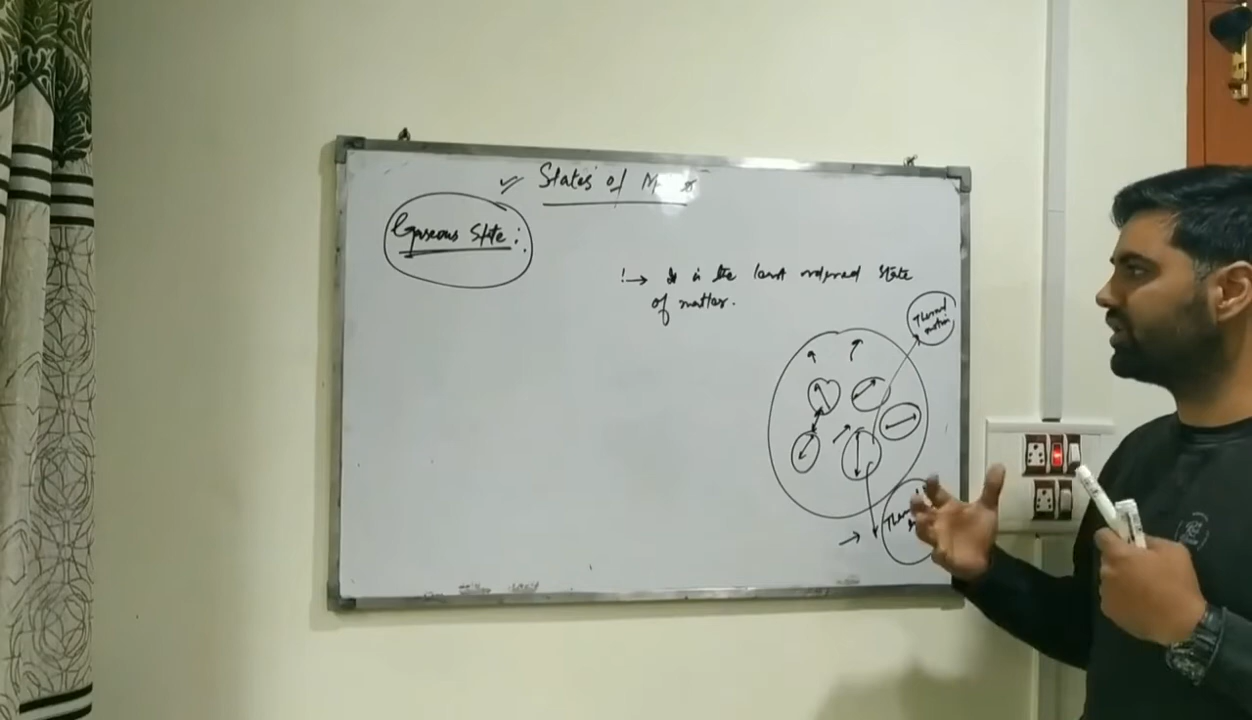 States of
Gaseous State :
!→ It is the least ordered state
of matter.
Thermal
motion